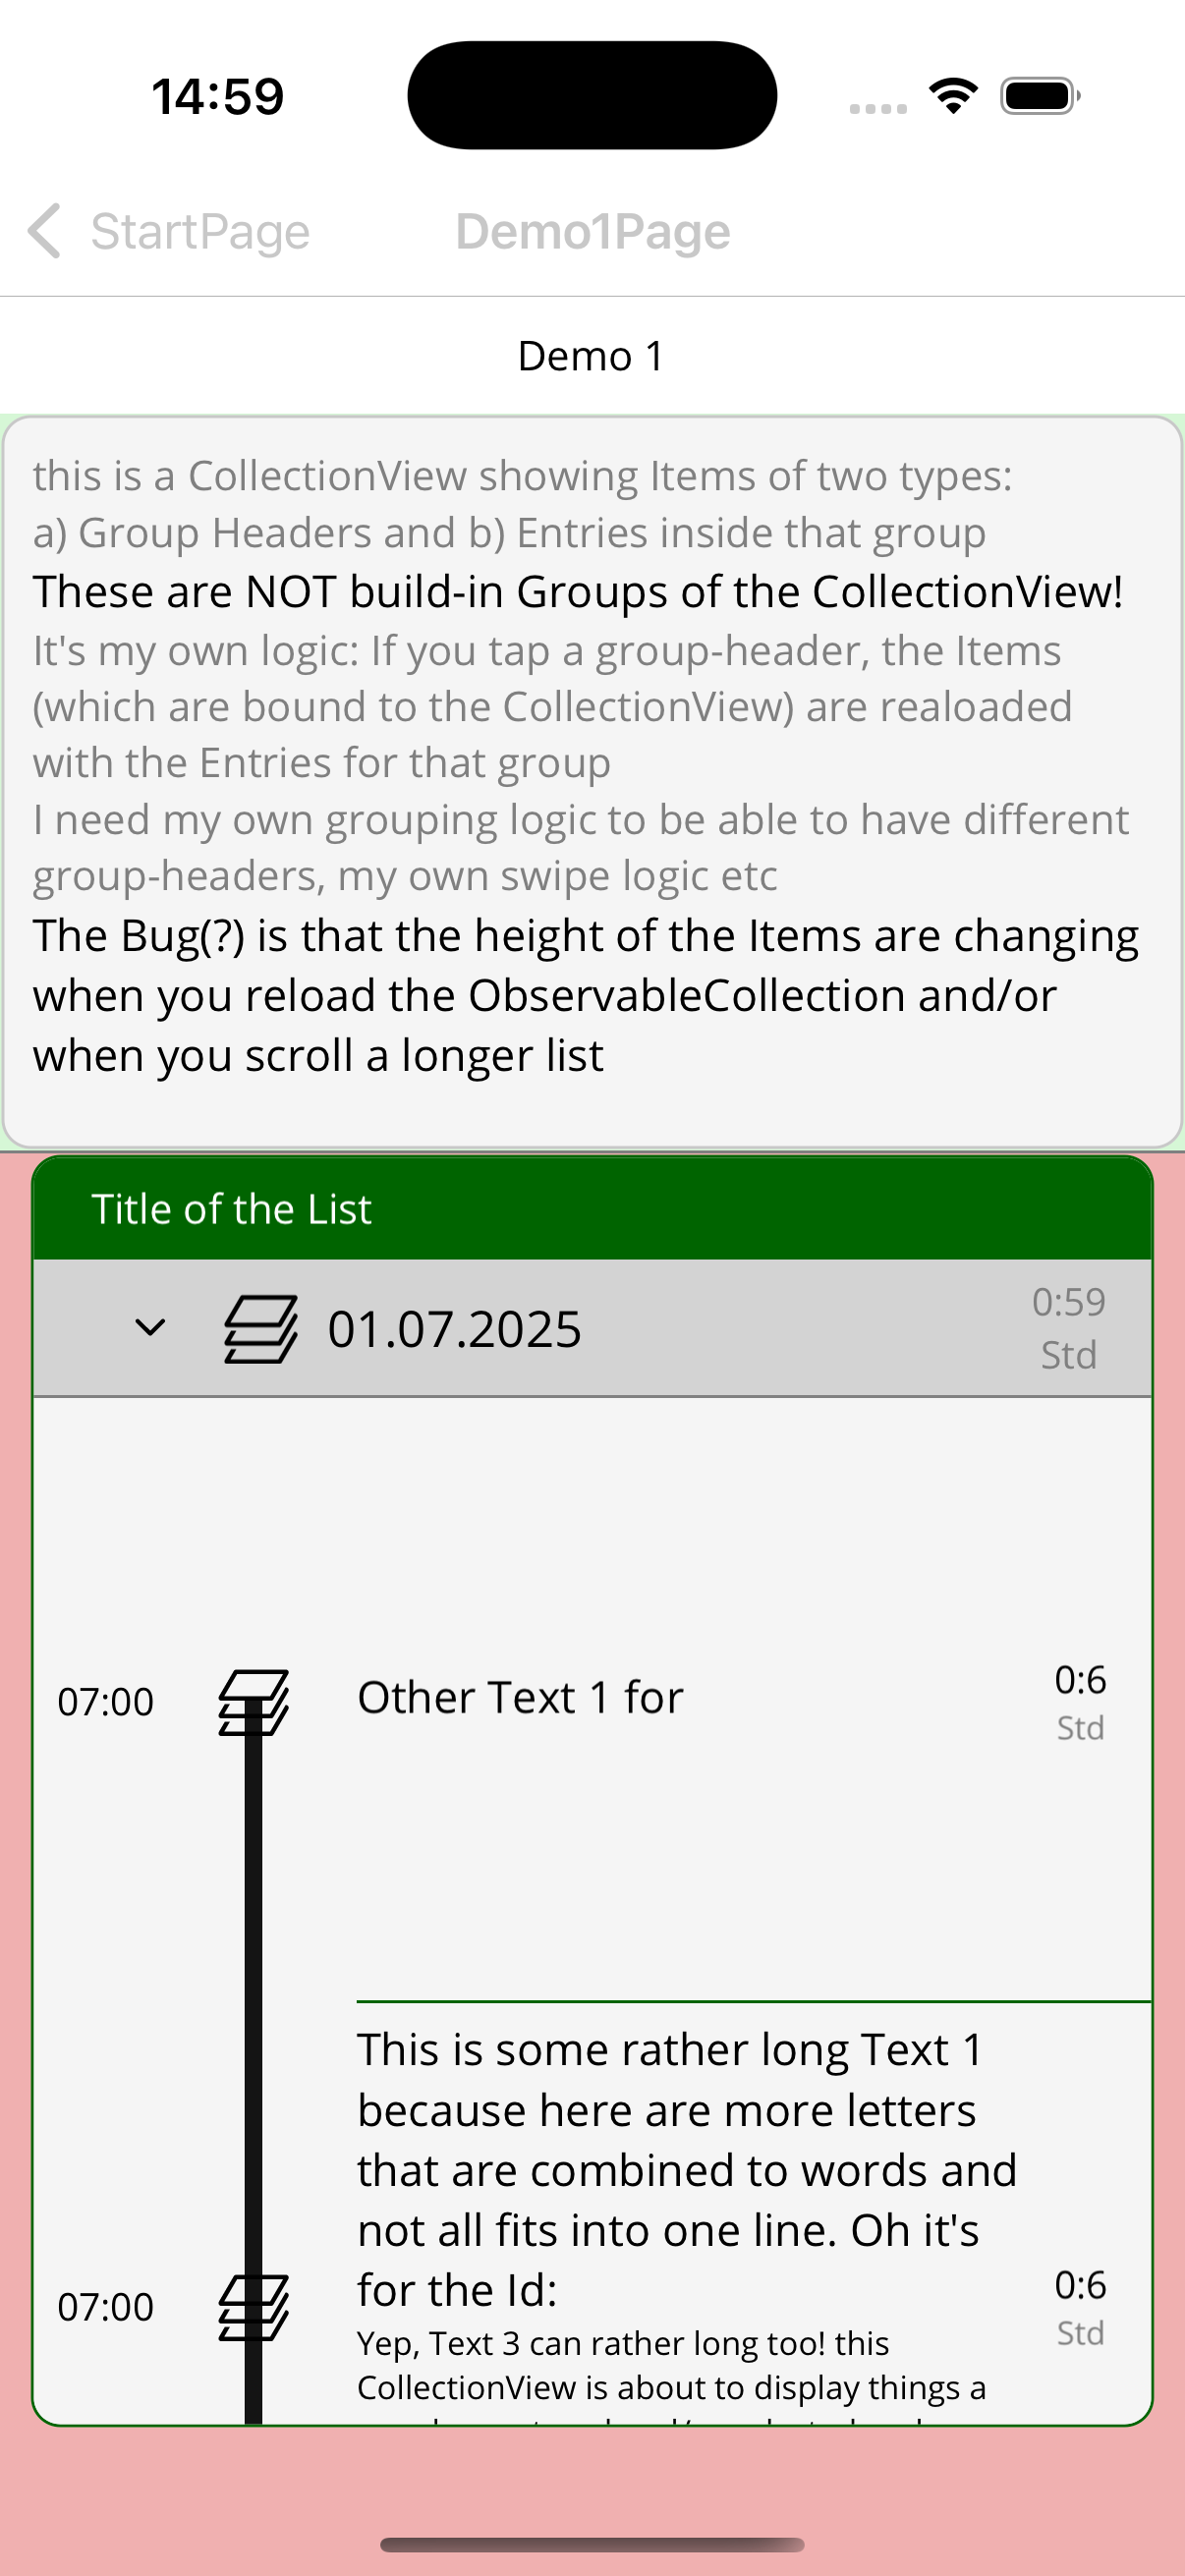 14:59
StartPage
Demo1Page
Demo 1
this is a CollectionView showing Items of two types:
a) Group Headers and b) Entries inside that group
These are NOT build-in Groups of the CollectionView!
It's my own logic: If you tap a group-header, the Items
(which are bound to the CollectionView) are realoaded
with the Entries for that group
I need my own grouping logic to be able to have different
group-headers, my own swipe logic etc
The Bug(?) is that the height of the Items are changing
when you reload the ObservableCollection and/or
when you scroll a longer list
Title of the List
01.07.2025
0:59
Std
07:00
Other Text 1 for
0:6
Std
This is some rather long Text 1
because here are more letters
that are combined to words and
not all fits into one line. Oh it's
for the Id:
07:00
0:6
Std
Yep, Text 3 can rather long too! this
CollectionView is about to display things a